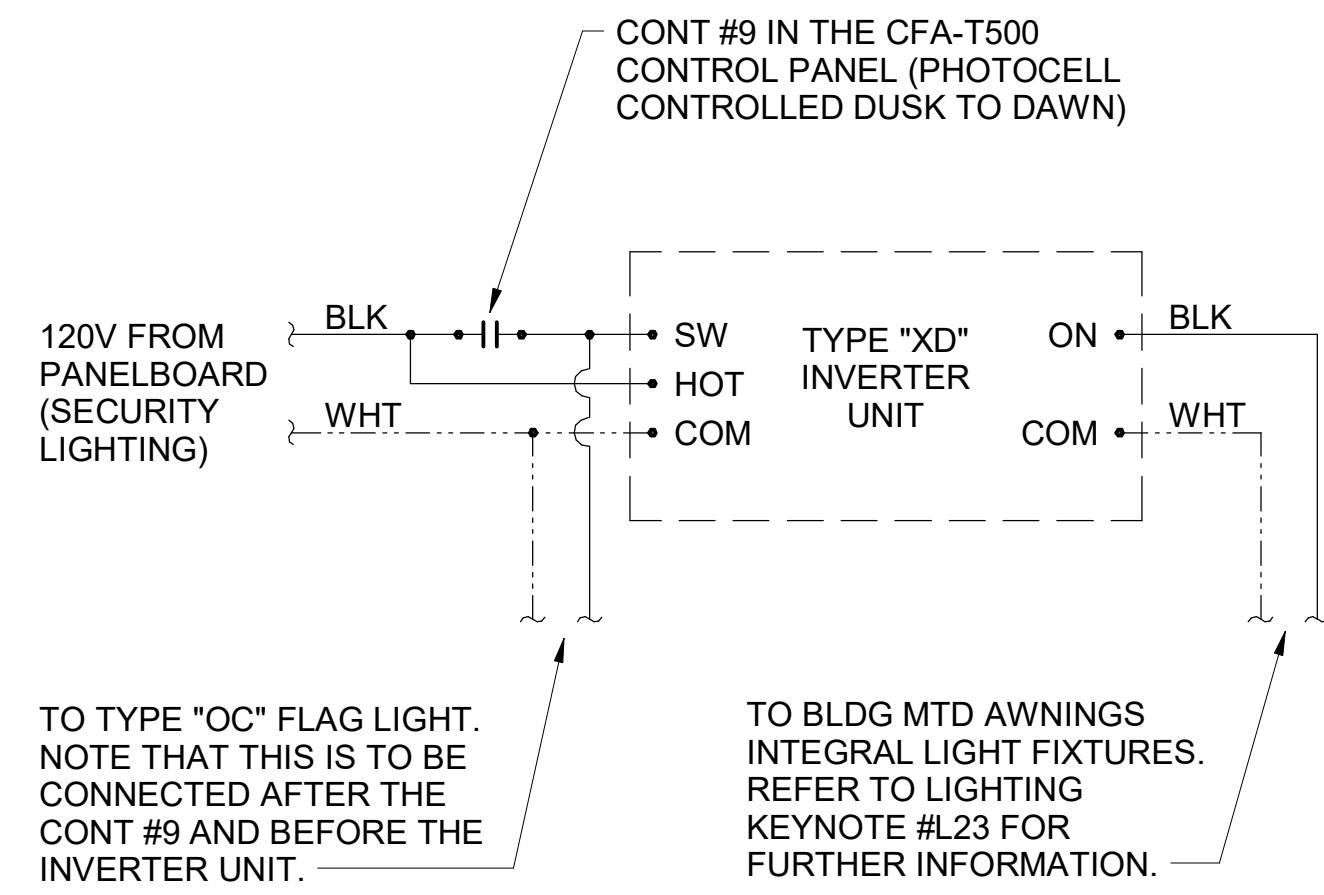 CONT #9 IN THE CFA-T500
CONTROL PANEL (PHOTOCELL
CONTROLLED DUSK TO DAWN)
120V FROM
PANELBOARD
(SECURITY
LIGHTING)
BLK
WHT
SW
HOT
COM
TYPE "XD"
INVERTER
UNIT
ON
COM
BLK
WHT
TO TYPE "OC" FLAG LIGHT.
NOTE THAT THIS IS TO BE
CONNECTED AFTER THE
CONT #9 AND BEFORE THE
INVERTER UNIT.
TO BLDG MTD AWNINGS
INTEGRAL LIGHT FIXTURES.
REFER TO LIGHTING
KEYNOTE #L23 FOR
FURTHER INFORMATION.